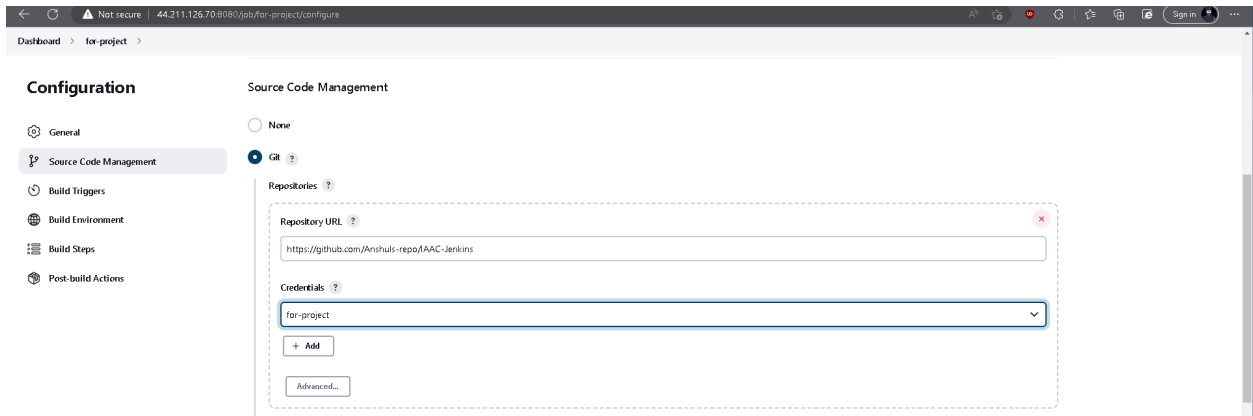 Not secure | 44.211.126.70:8080/job/for-project/configure
Sign in
Dashboard > for-project >
Configuration
General
Source Code Management
Build Triggers
Build Environment
Build Steps
Post-build Actions
Source Code Management
None
Git ?
Repositories ?
Repository URL ?
https://github.com/Anshuls-repo/IAAC-Jenkins
Credentials ?
for-project
+ Add
Advanced...